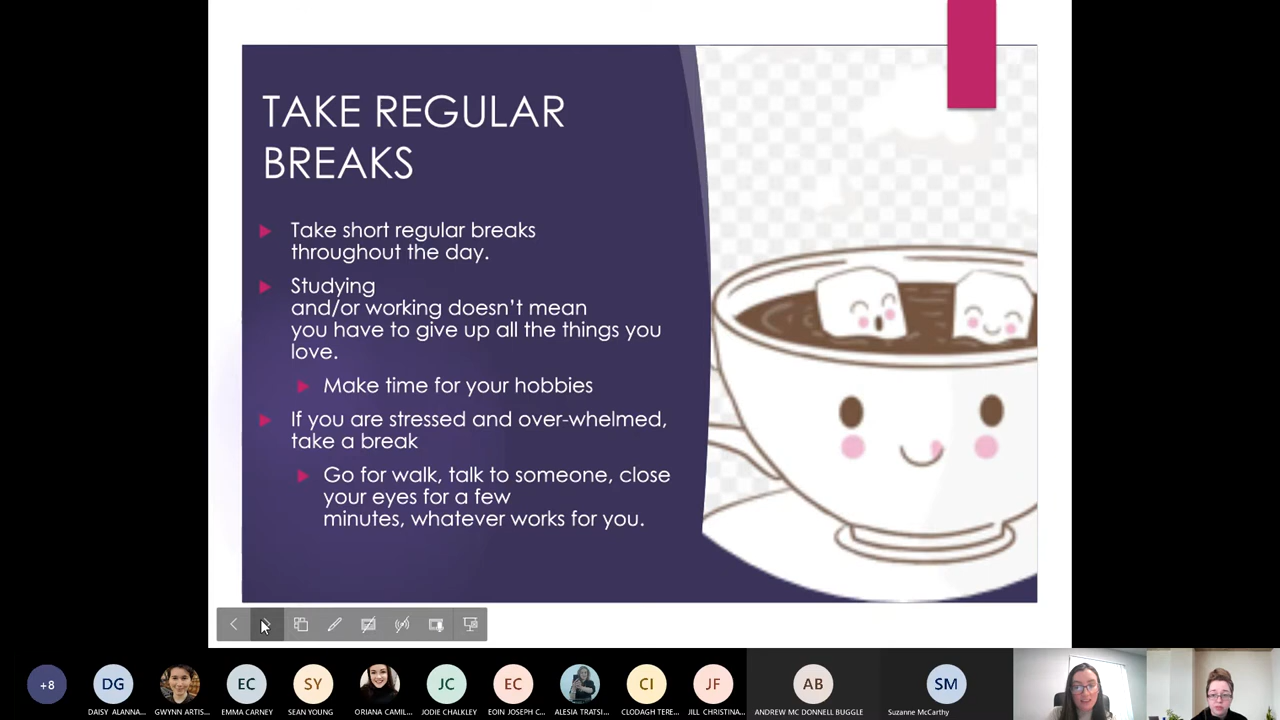 TAKE REGULAR
BREAKS
Take short regular breaks
throughout the day.
Studying
and/or working doesn't mean
you have to give up all the things you
love.
Make time for your hobbies
If you are stressed and over-whelmed,
take a break
Go for walk, talk to someone, close
your eyes for a few
minutes, whatever works for you.
+8
DG
EC
SY
JC
EC
CI
JF
AB
SM
DAISY ALANNA...
GWYNN ARTIS...
EMMA CARNEY
SEAN YOUNG
ORIANA CAMIL...
JODIE CHALKLEY
EOIN JOSEPH C...
ALESIA TRATSI...
CLODAGH TERE...
JILL CHRISTINA...
ANDREW MC DONNELL BUGGLE
Suzanne McCarthy